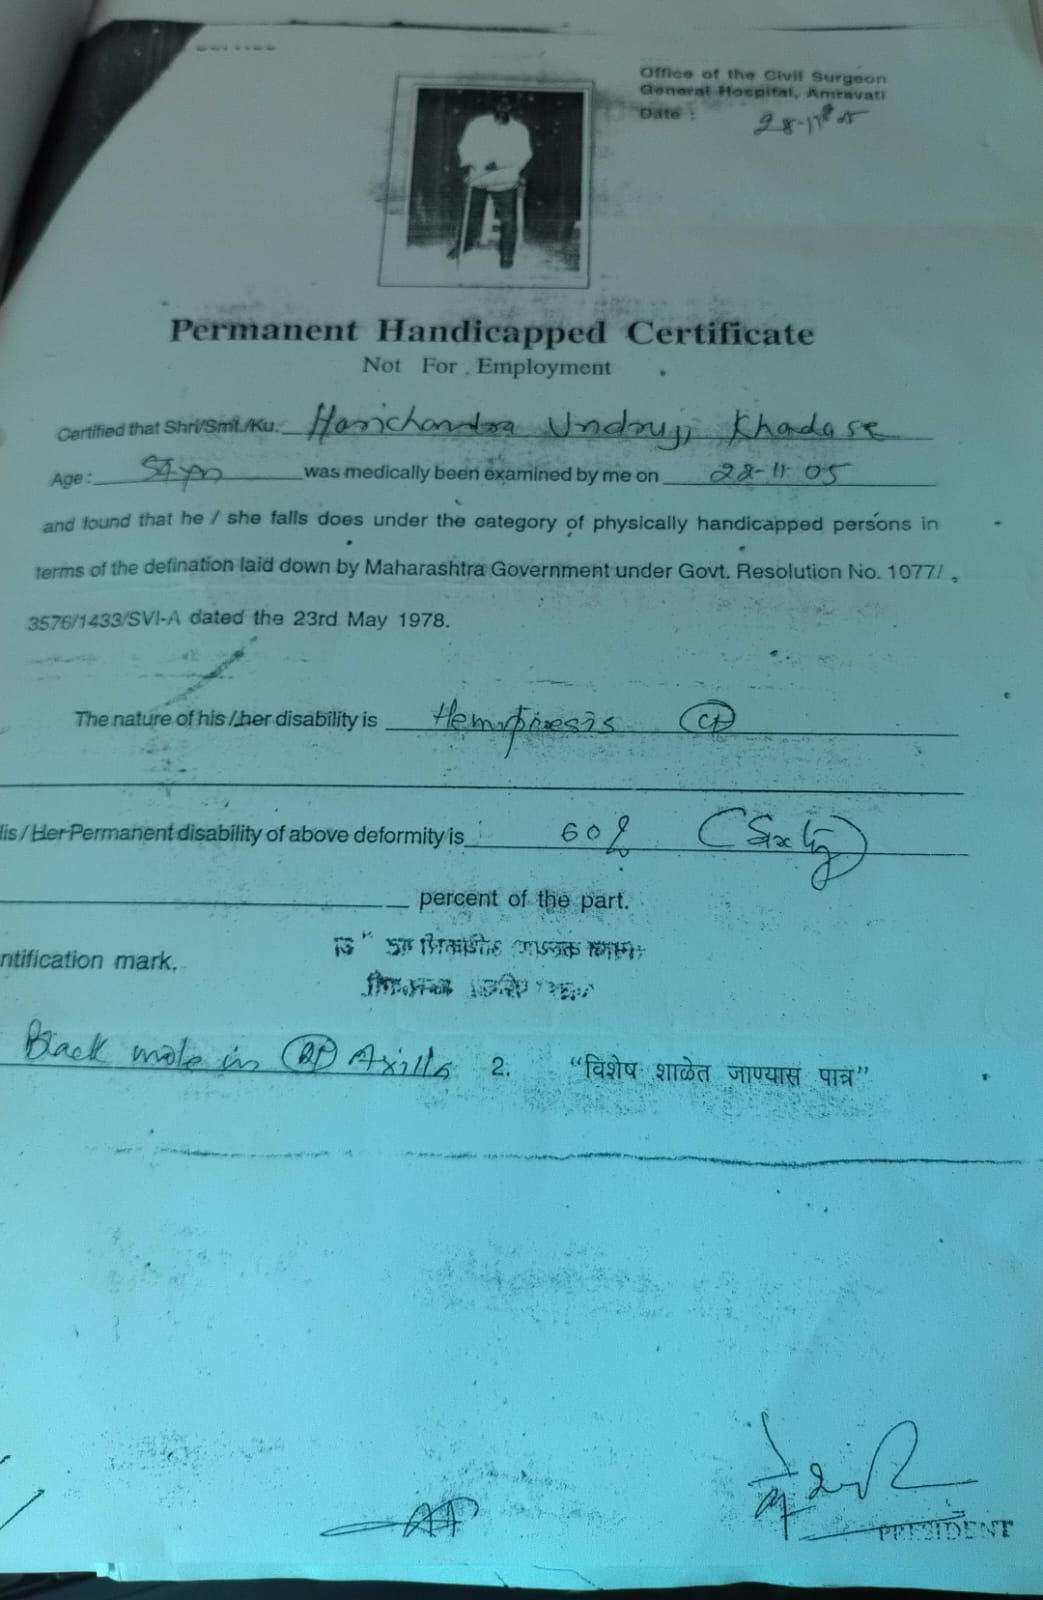 Office of the Civil Surgeon
General Hospital, Amravati
Date :
Permanent Handicapped Certificate
Not For Employment
Certified that Shri/Smt./Ku. Harichandra Undruji Khadase
Age : was medically been examined by me on 28-11-05
and found that he / she falls does under the category of physically handicapped persons in
terms of the defination laid down by Maharashtra Government under Govt. Resolution No. 1077/
3576/1433/SVI-A dated the 23rd May 1978.
The nature of his / her disability is
His / Her Permanent disability of above deformity is 60% (Sixty)
percent of the part.
ntification mark.
Black mole in Axilla 2. "विशेष शाळेत जाण्यास पात्र"
PRESIDENT